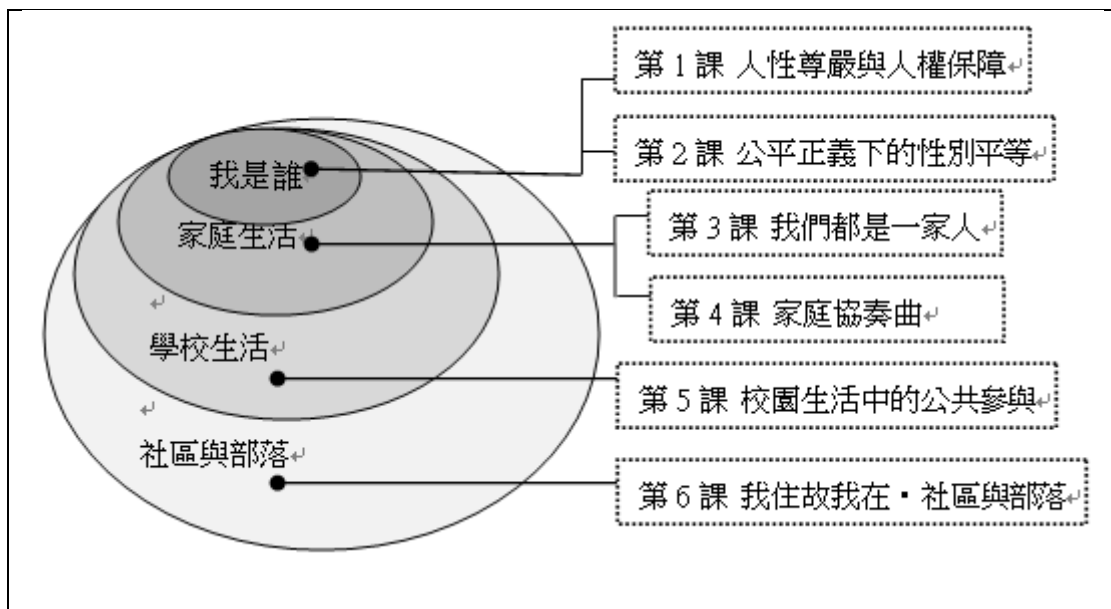 第 1 課 人性尊嚴與人權保障
第 2 課 公平正義下的性別平等
我是誰
第 3 課 我們都是一家人
家庭生活
第 4 課 家庭協奏曲
學校生活
第 5 課 校園生活中的公共參與
社區與部落
第 6 課 我住故我在‧社區與部落